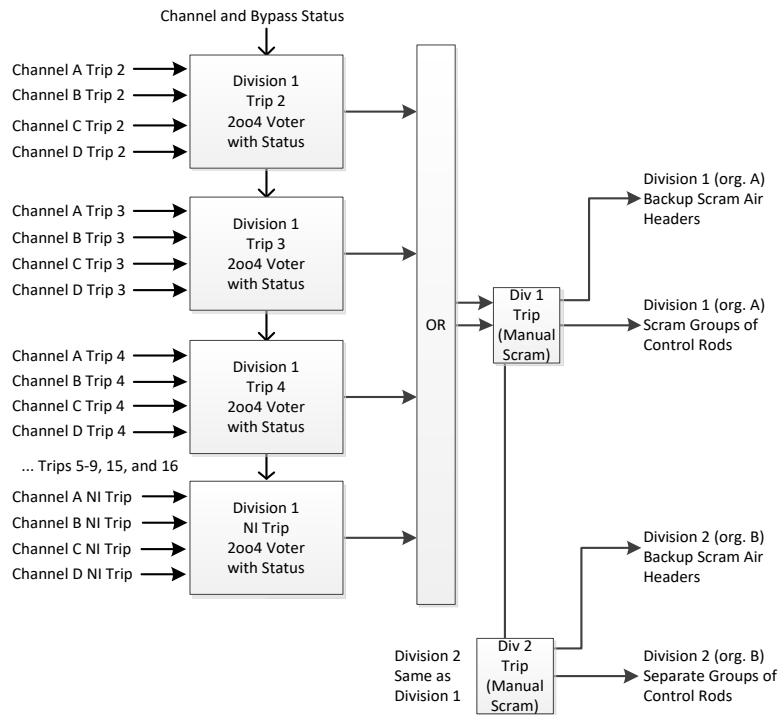 Channel and Bypass Status
Channel A Trip 2
Channel B Trip 2
Channel C Trip 2
Channel D Trip 2
Division 1
Trip 2
2oo4 Voter
with Status
Channel A Trip 3
Channel B Trip 3
Channel C Trip 3
Channel D Trip 3
Division 1
Trip 3
2oo4 Voter
with Status
Channel A Trip 4
Channel B Trip 4
Channel C Trip 4
Channel D Trip 4
Division 1
Trip 4
2oo4 Voter
with Status
... Trips 5-9, 15, and 16
Channel A NI Trip
Channel B NI Trip
Channel C NI Trip
Channel D NI Trip
Division 1
NI Trip
2oo4 Voter
with Status
OR
Div 1
Trip
(Manual
Scram)
Division 1 (org. A)
Backup Scram Air
Headers
Division 1 (org. A)
Scram Groups of
Control Rods
Division 2
Same as
Division 1
Div 2
Trip
(Manual
Scram)
Division 2 (org. B)
Backup Scram Air
Headers
Division 2 (org. B)
Separate Groups of
Control Rods